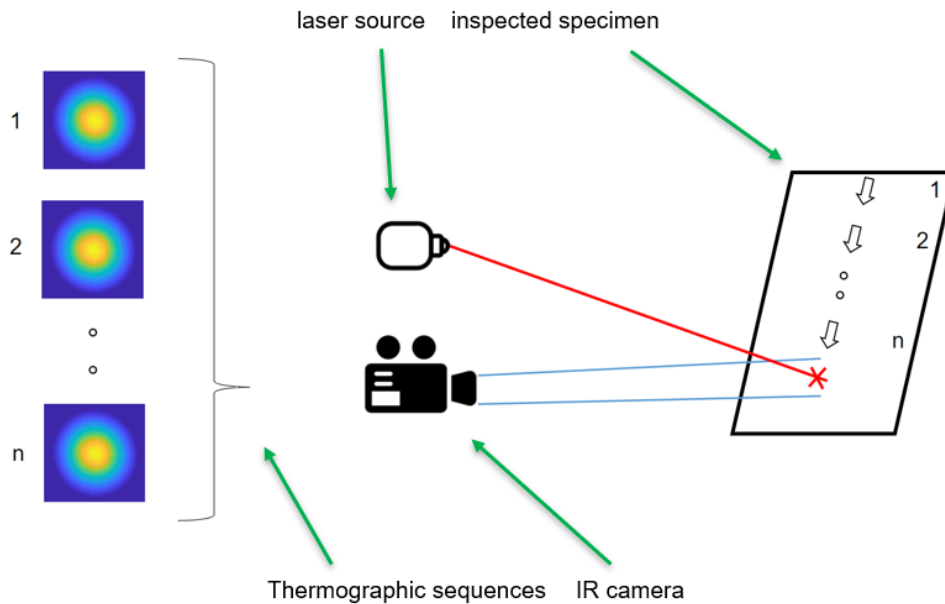 laser source
inspected specimen
1
2
n
1
2
n
Thermographic sequences
IR camera